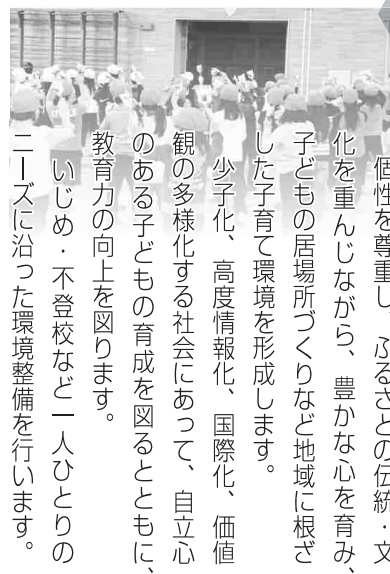 個性を尊重し、ふるさとの伝統・文
化を重んじながら、豊かな心を育み、
子どもの居場所づくりなど地域に根ざ
した子育て環境を形成します。
少子化、高度情報化、国際化、価値
観の多様化する社会にあって、自立心
のある子どもの育成を図るとともに、
教育力の向上を図ります。
いじめ・不登校など一人ひとりの
ニーズに沿った環境整備を行います。